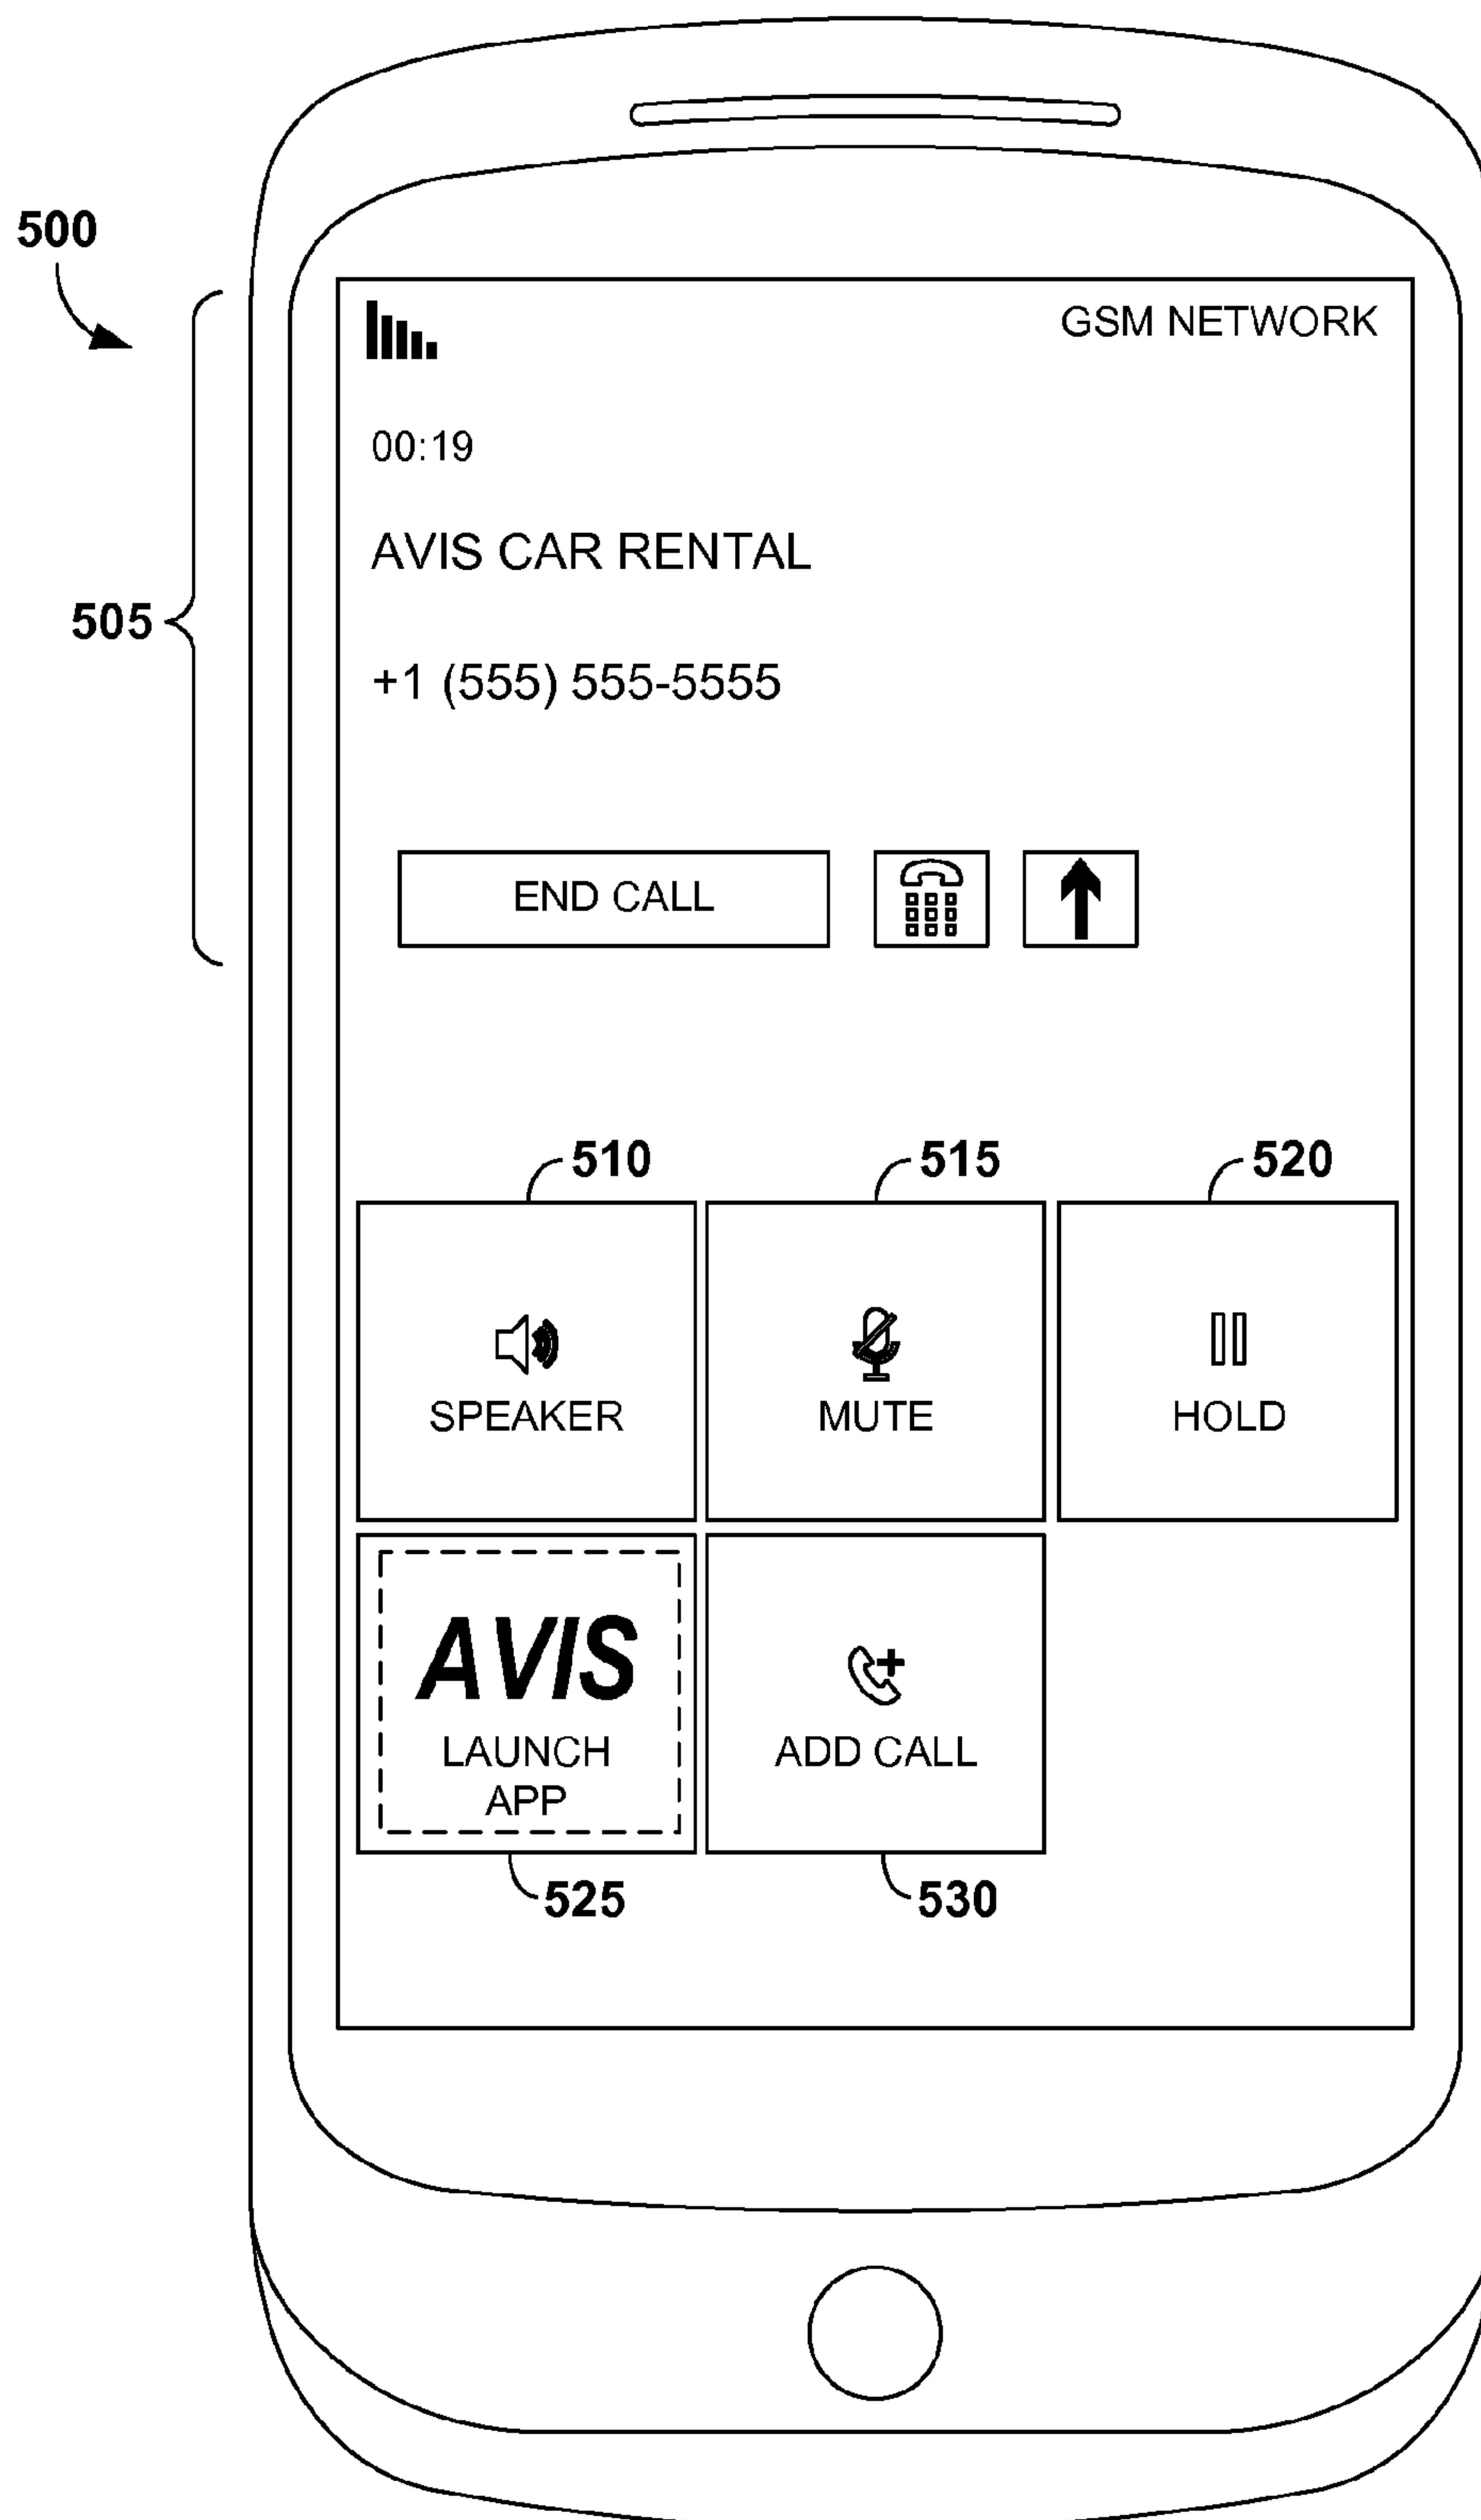 500
GSM NETWORK
00:19
AVIS CAR RENTAL
505
+1 (555) 555-5555
END CALL
510 515 520
SPEAKER MUTE HOLD
AVIS
LAUNCH ADD CALL
APP
525 530